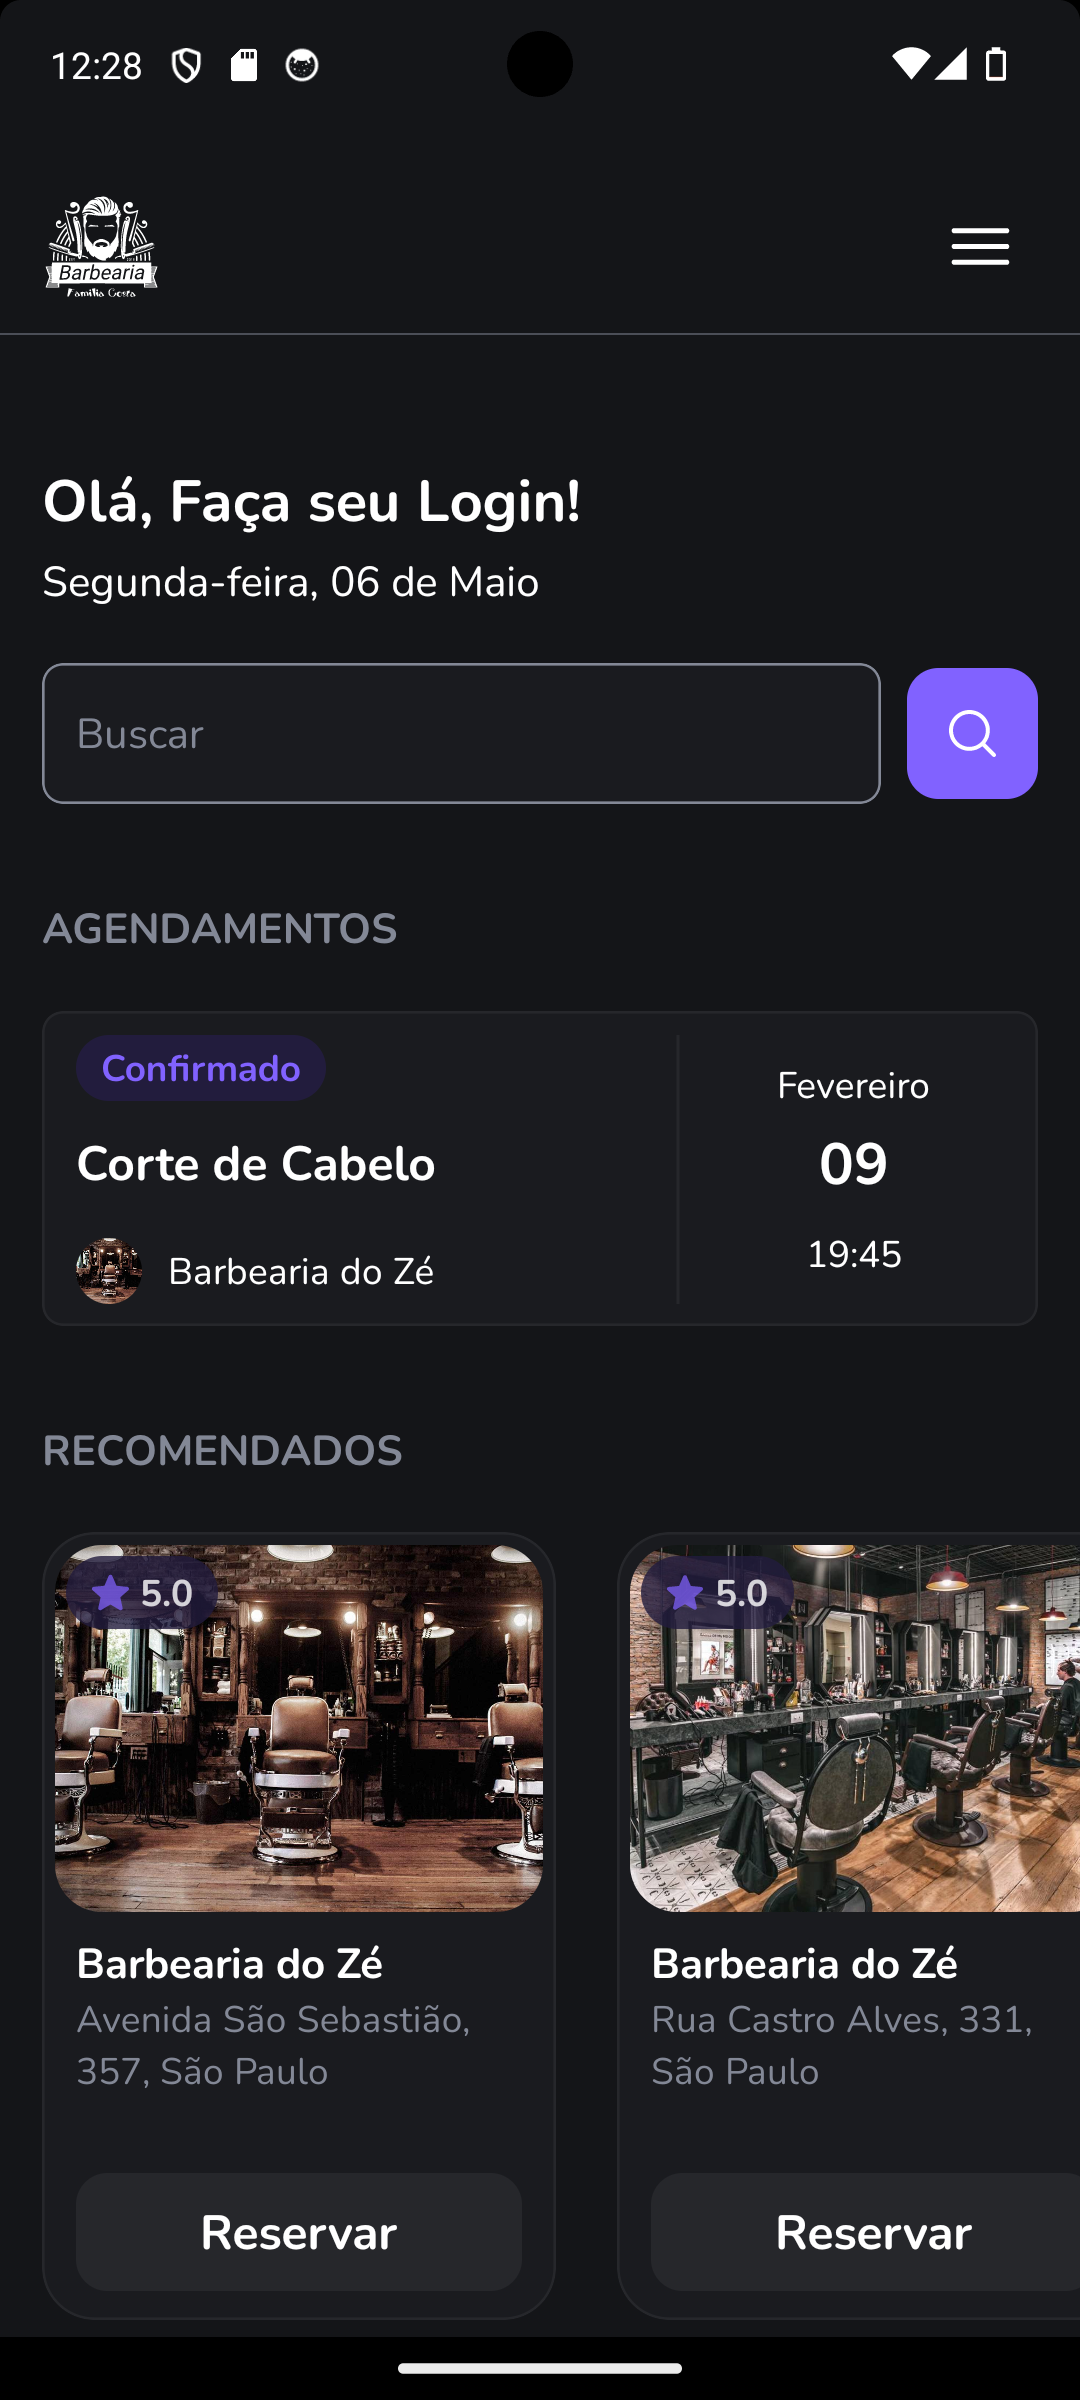 12:28
Barbearia
Familia Costa
Olá, Faça seu Login!
Segunda-feira, 06 de Maio
Buscar
AGENDAMENTOS
Confirmado
Corte de Cabelo
Barbearia do Zé
Fevereiro
09
19:45
RECOMENDADOS
5.0
Barbearia do Zé
Avenida São Sebastião,
357, São Paulo
Reservar
5.0
Barbearia do Zé
Rua Castro Alves, 331,
São Paulo
Reservar